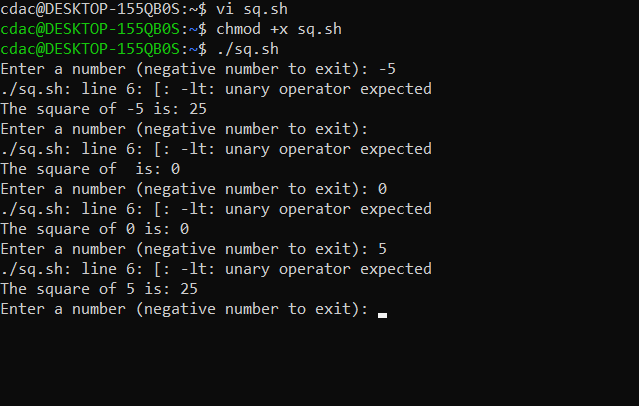 cdac@DESKTOP-155QB0S:~$ vi sq.sh
cdac@DESKTOP-155QB0S:~$ chmod +x sq.sh
cdac@DESKTOP-155QB0S:~$ ./sq.sh
Enter a number (negative number to exit): -5
./sq.sh: line 6: [: -lt: unary operator expected
The square of -5 is: 25
Enter a number (negative number to exit):
./sq.sh: line 6: [: -lt: unary operator expected
The square of  is: 0
Enter a number (negative number to exit): 0
./sq.sh: line 6: [: -lt: unary operator expected
The square of 0 is: 0
Enter a number (negative number to exit): 5
./sq.sh: line 6: [: -lt: unary operator expected
The square of 5 is: 25
Enter a number (negative number to exit):